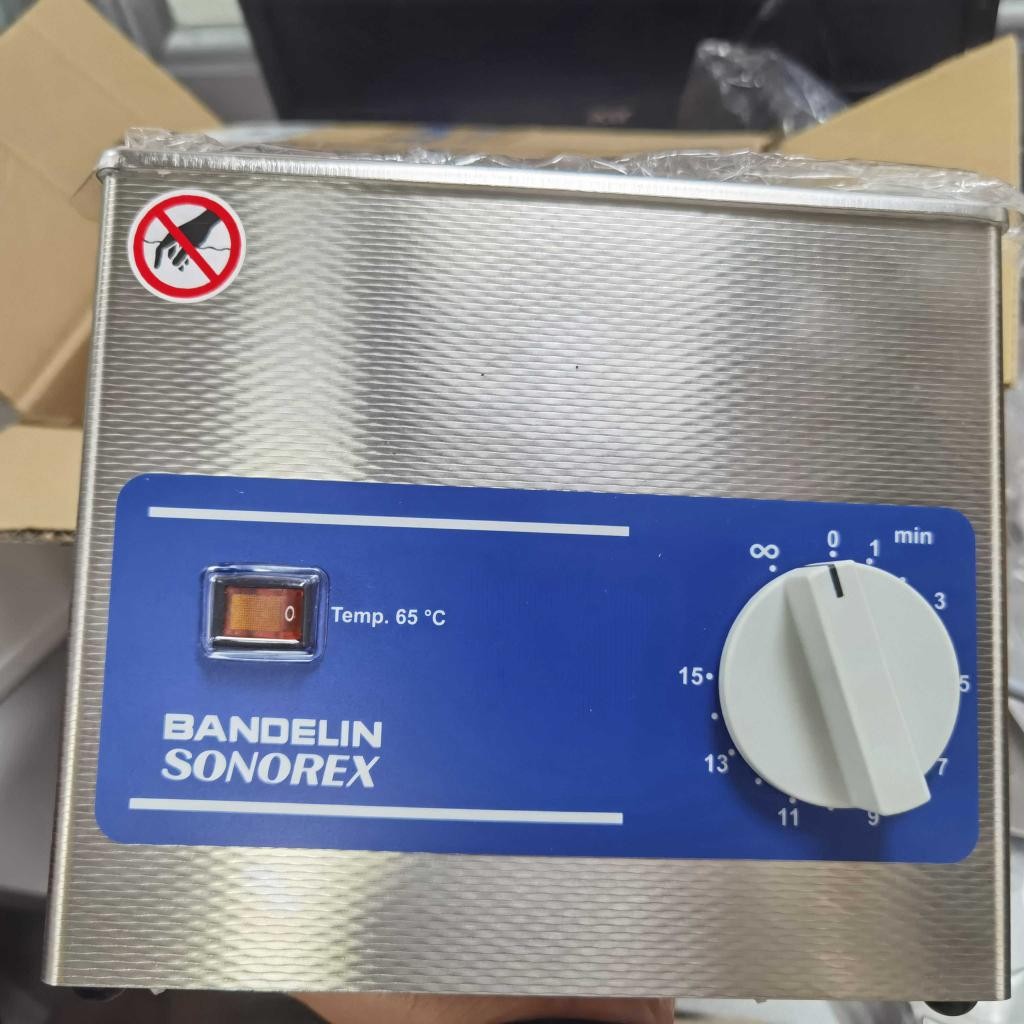 ∞ 0 1 min
3
0 Temp. 65 °C
15 5
BANDELIN
SONOREX
13 7
11 9